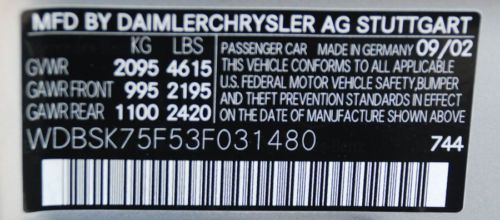 MFD BY DAIMLERCHRYSLER AG STUTTGART
KG LBS
GVWR 2095 4615
GAWR FRONT 995 2195
GAWR REAR 1100 2420
PASSENGER CAR MADE IN GERMANY 09/02
THIS VEHICLE CONFORMS TO ALL APPLICABLE
U.S.FEDERAL MOTOR VEHICLE SAFETY,BUMPER
AND THEFT PREVENTION STANDARDS IN EFFECT
ON THE DATE OF MANUFACTURE SHOWN ABOVE
WDBSK75F53F031480 744